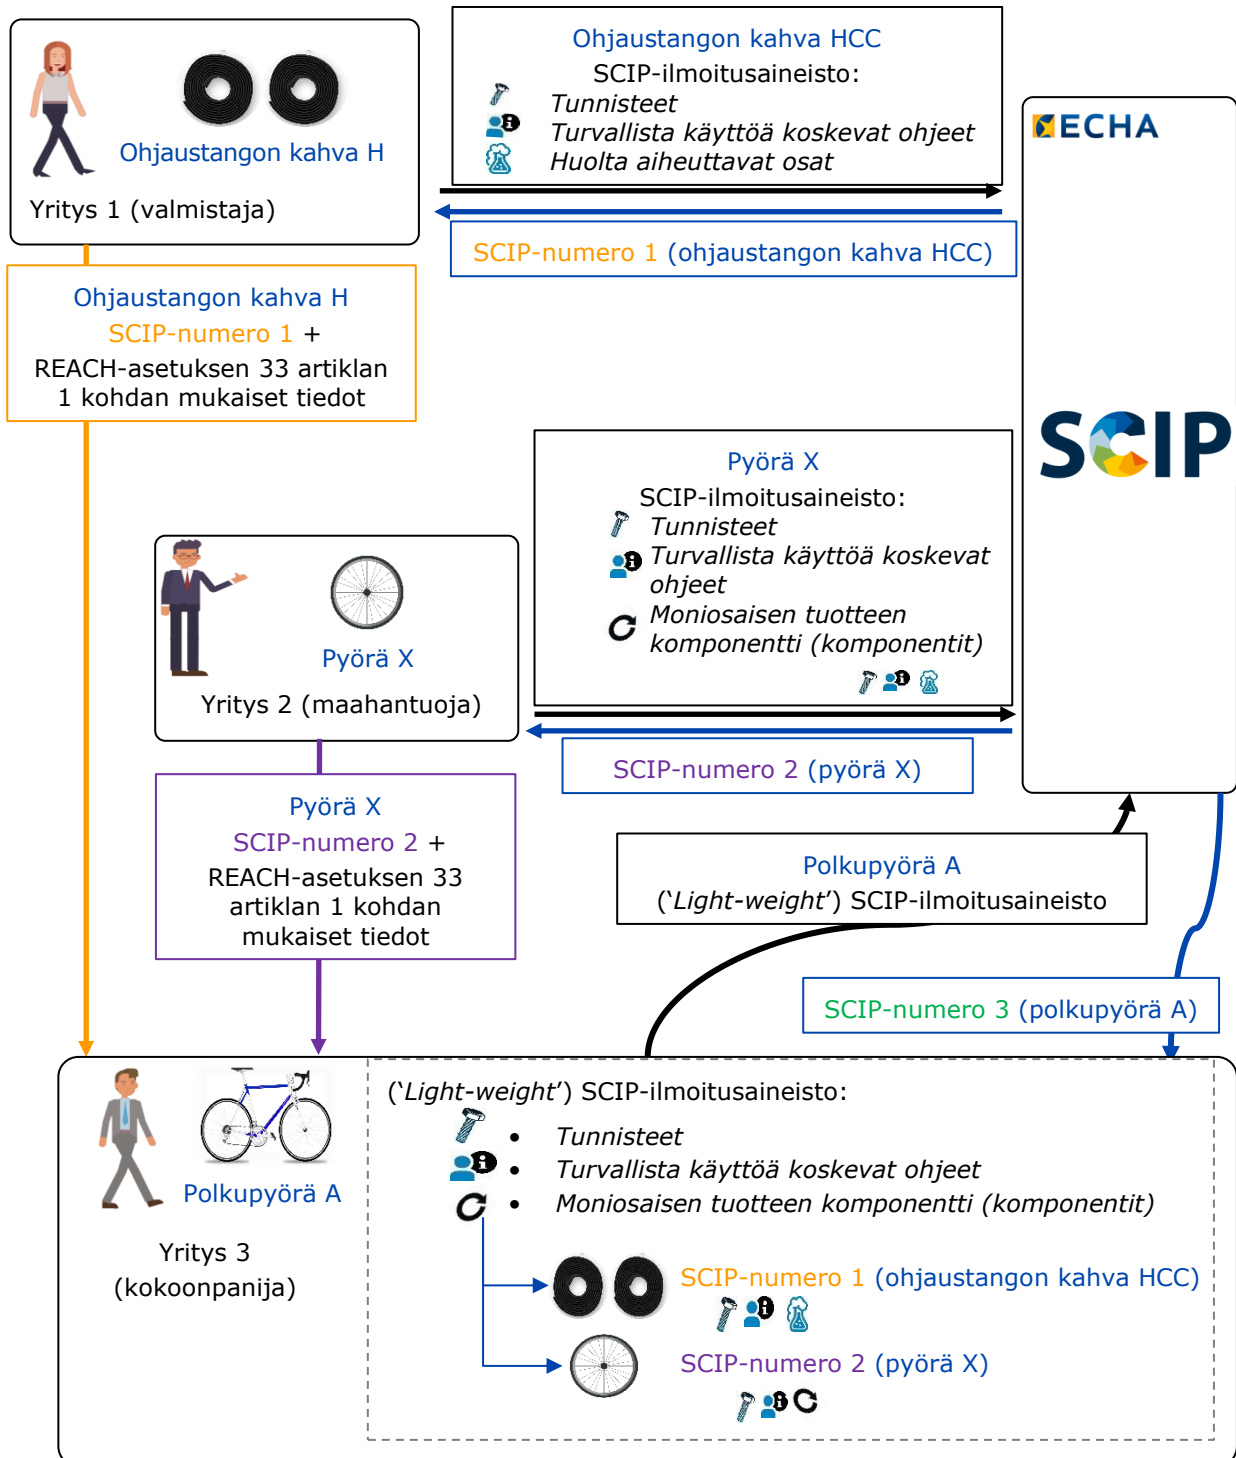 Ohjaustangon kahva H
Yritys 1 (valmistaja)
Ohjaustangon kahva HCC
SCIP-ilmoitusaineisto:
Tunnisteet
Turvallista käyttöä koskevat ohjeet
Huolta aiheuttavat osat
ECHA
SCIP-numero 1 (ohjaustangon kahva HCC)
Ohjaustangon kahva H
SCIP-numero 1 +
REACH-asetuksen 33 artiklan
1 kohdan mukaiset tiedot
SCIP
Pyörä X
SCIP-ilmoitusaineisto:
Tunnisteet
Turvallista käyttöä koskevat
ohjeet
Moniosaisen tuotteen
komponentti (komponentit)
Pyörä X
Yritys 2 (maahantuoja)
SCIP-numero 2 (pyörä X)
Pyörä X
SCIP-numero 2 +
REACH-asetuksen 33
artiklan 1 kohdan
mukaiset tiedot
Polkupyörä A
(‘Light-weight’) SCIP-ilmoitusaineisto
SCIP-numero 3 (polkupyörä A)
Polkupyörä A
Yritys 3
(kokoonpanija)
(‘Light-weight’) SCIP-ilmoitusaineisto:
• Tunnisteet
• Turvallista käyttöä koskevat ohjeet
• Moniosaisen tuotteen komponentti (komponentit)
SCIP-numero 1 (ohjaustangon kahva HCC)
SCIP-numero 2 (pyörä X)